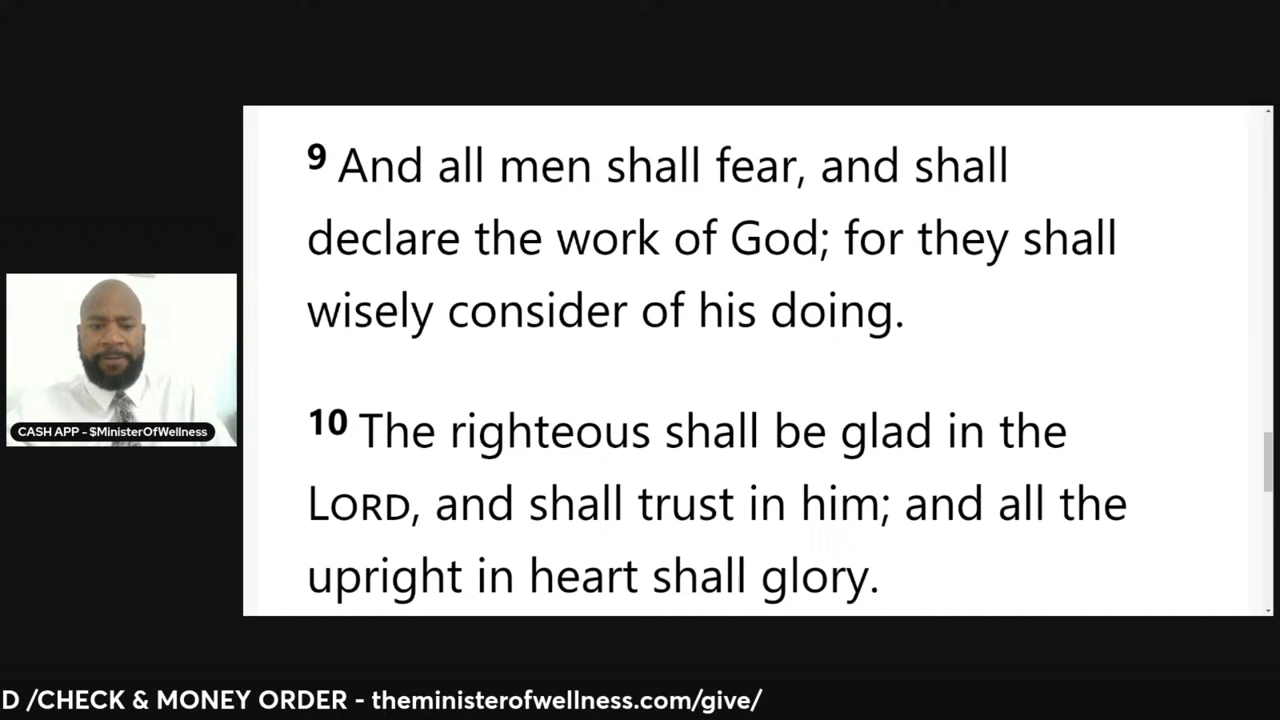 9 And all men shall fear, and shall
declare the work of God; for they shall
wisely consider of his doing.
10 The righteous shall be glad in the
LORD, and shall trust in him; and all the
upright in heart shall glory.
CASH APP - $MinisterOfWellness
D /CHECK & MONEY ORDER - theministerofwellness.com/give/